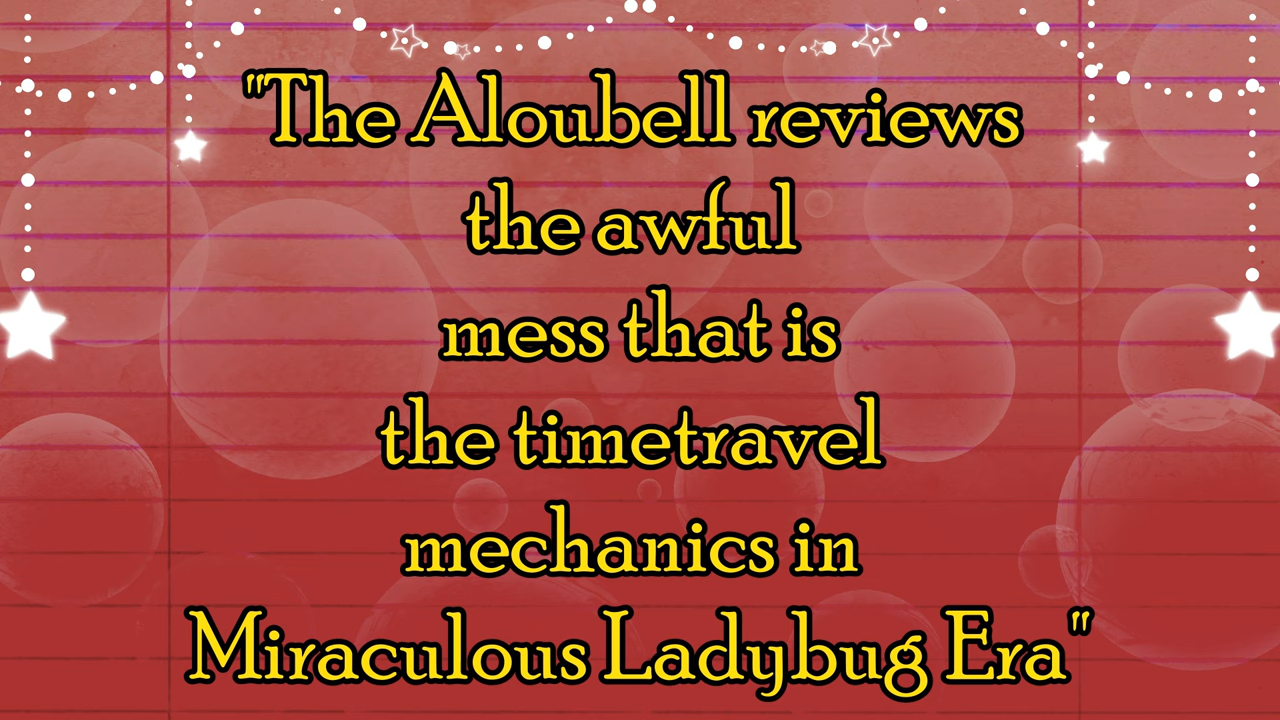 "The Aloubell reviews
the awful
mess that is
the timetravel
mechanics in
Miraculous Ladybug Era"